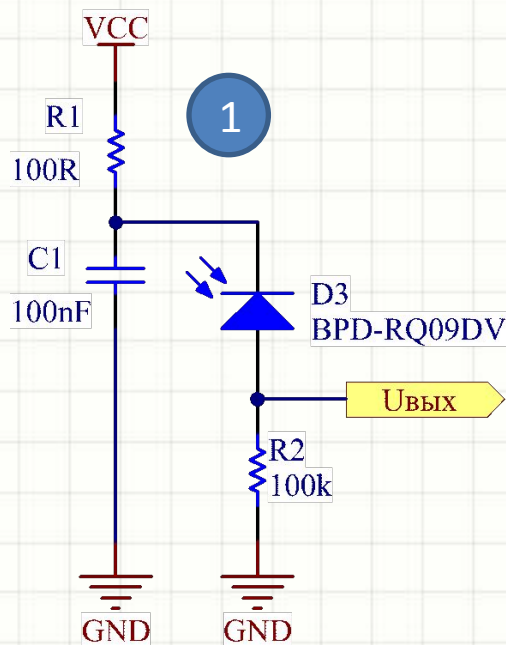 VCC
R1
100R
1
C1
100nF
D3
BPD-RQ09DV
Uвых
R2
100k
GND
GND